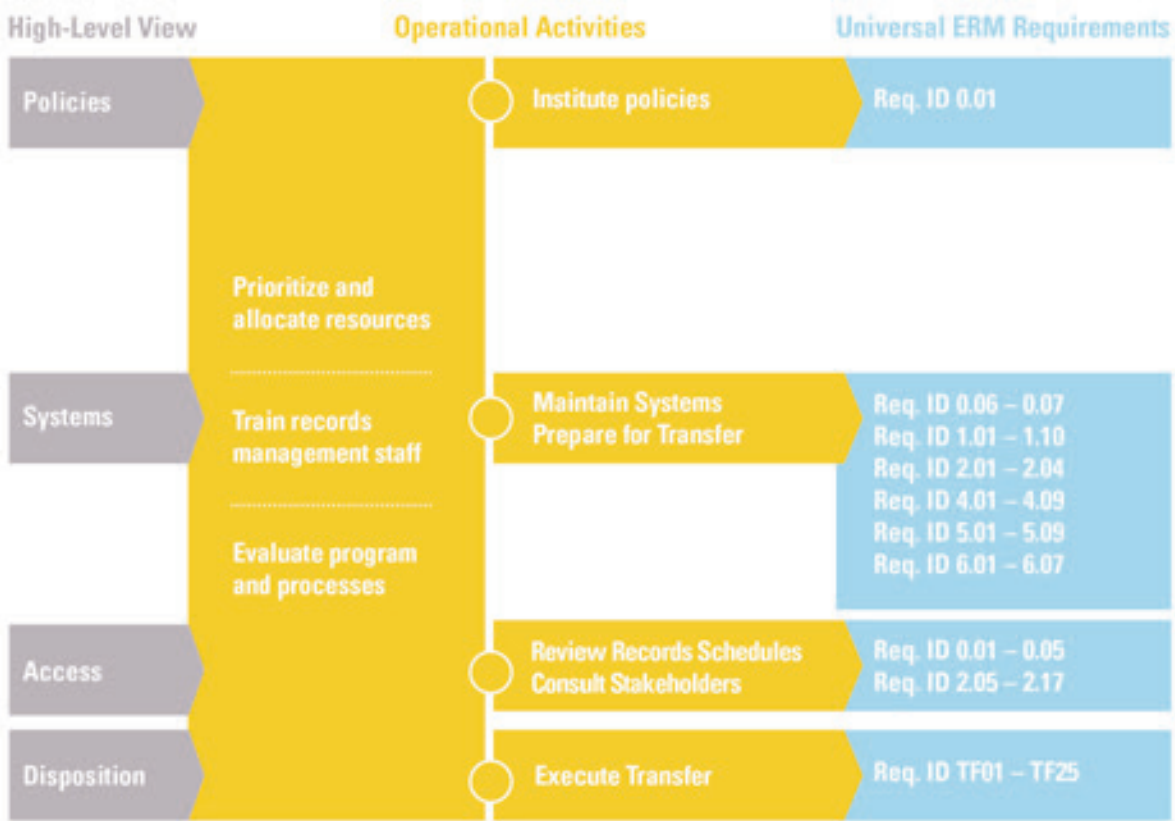 High-Level View
Operational Activities
Universal ERM Requirements
Policies
Institute policies
Req. ID 0.01
Prioritize and
allocate resources
Train records
management staff
Evaluate program
and processes
Systems
Maintain Systems
Prepare for Transfer
Req. ID 0.06 – 0.07
Req. ID 1.01 – 1.10
Req. ID 2.01 – 2.04
Req. ID 4.01 – 4.09
Req. ID 5.01 – 5.09
Req. ID 6.01 – 6.07
Access
Review Records Schedules
Consult Stakeholders
Req. ID 0.01 – 0.05
Req. ID 2.05 – 2.17
Disposition
Execute Transfer
Req. ID TF01 – TF25